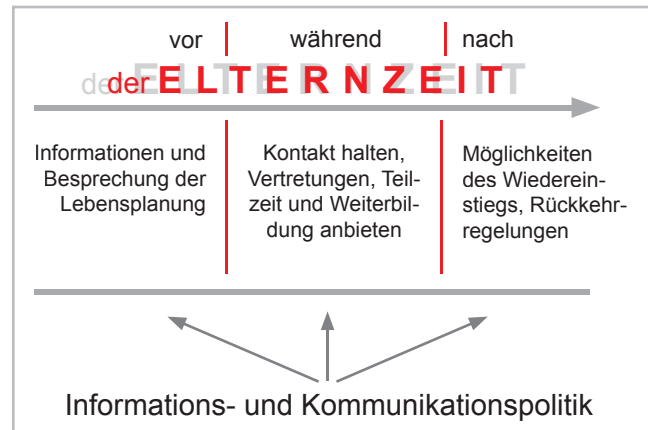 vor während nach
der ELTERNZEIT
Informationen und
Besprechung der
Lebensplanung
Kontakt halten,
Vertretungen, Teil-
zeit und Weiterbil-
dung anbieten
Möglichkeiten
des Wiederein-
stiegs, Rückkehr-
regelungen
Informations- und Kommunikationspolitik